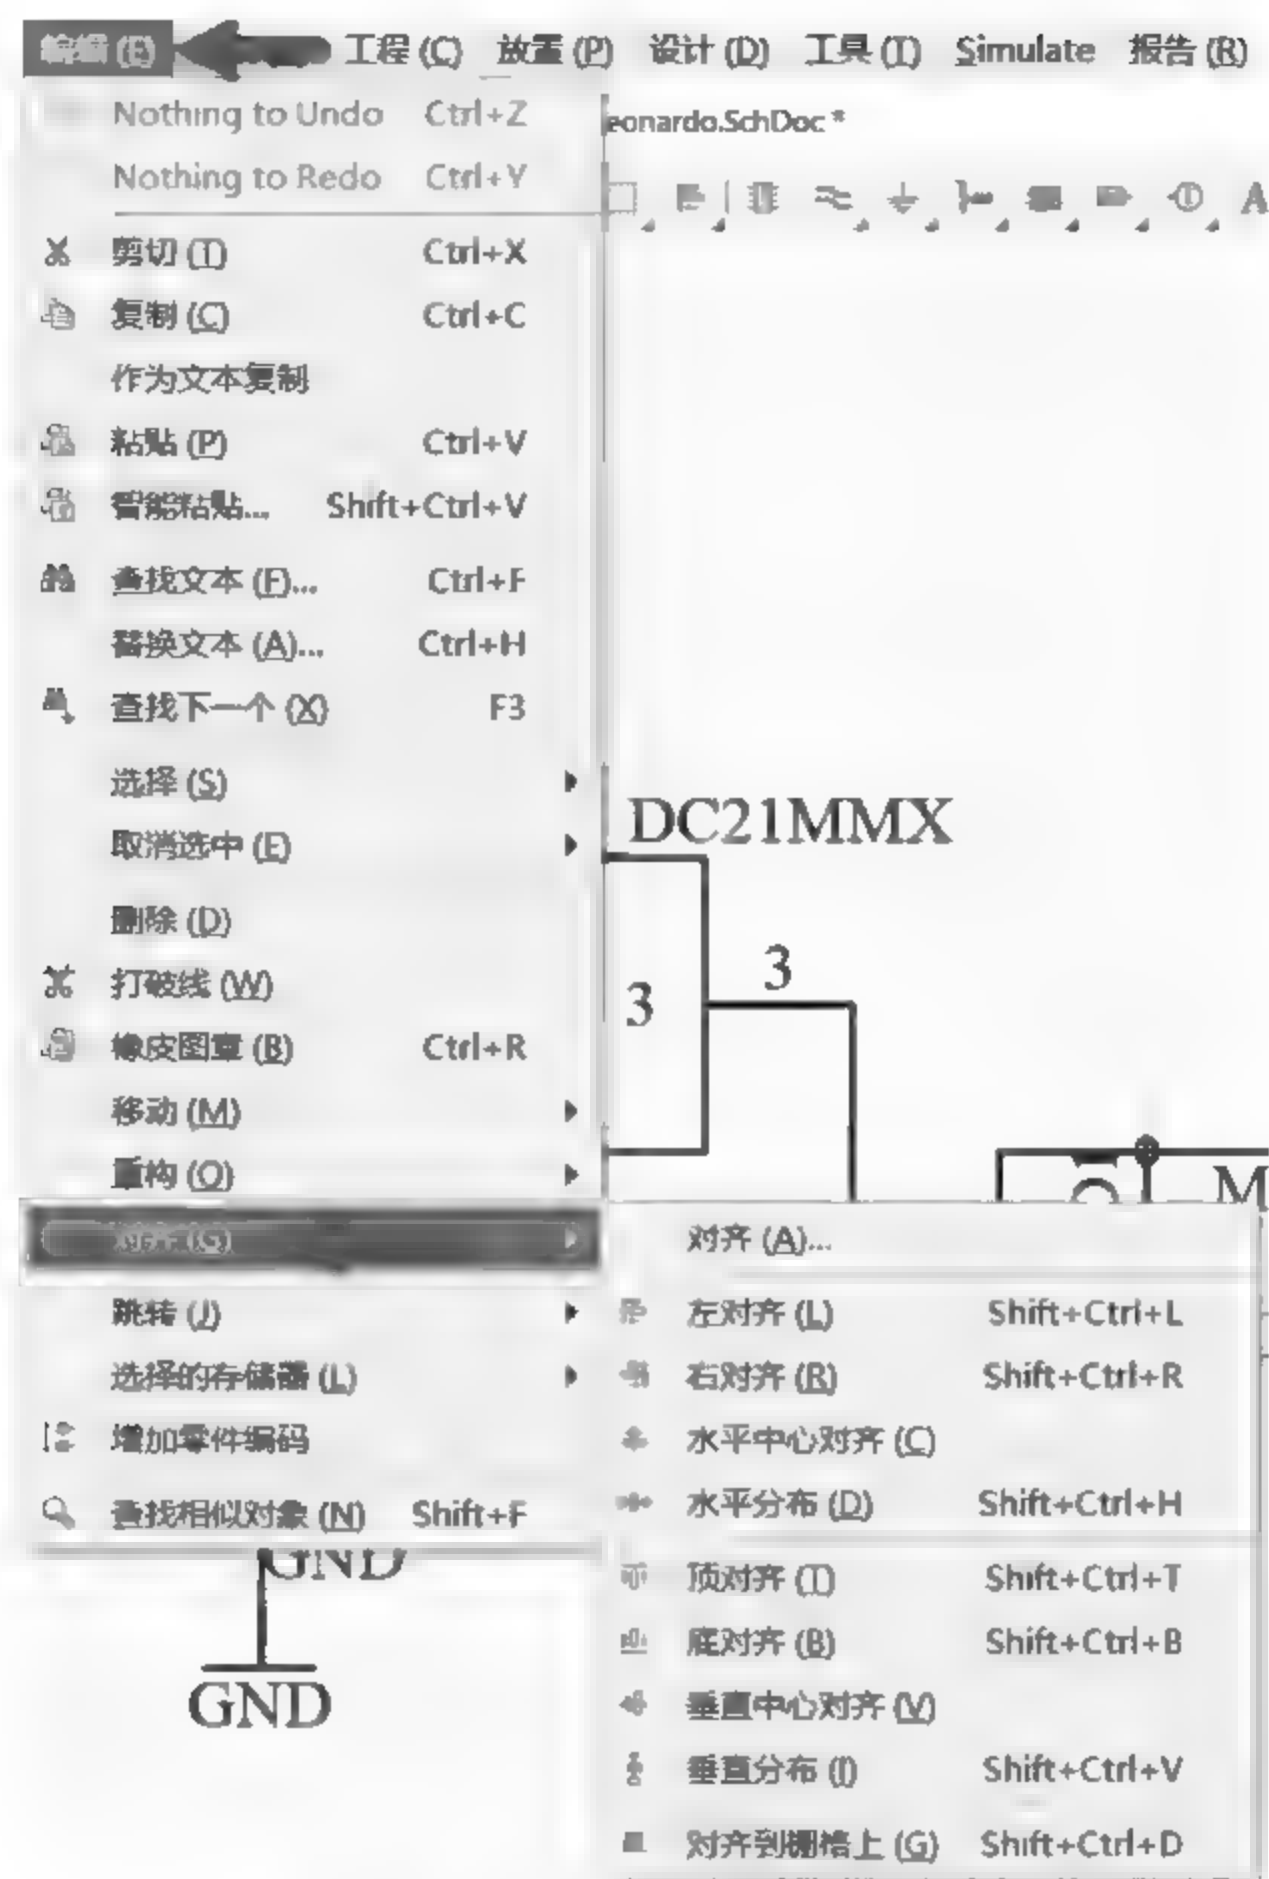 编辑 (E) 工程 (C) 放置 (P) 设计 (D) 工具 (T) Simulate 报告 (R)
eonardo.SchDoc *
Nothing to Undo Ctrl+Z
Nothing to Redo Ctrl+Y
A
剪切 (T) Ctrl+X
复制 (C) Ctrl+C
作为文本复制
粘贴 (P) Ctrl+V
智能粘贴... Shift+Ctrl+V
查找文本 (F)... Ctrl+F
替换文本 (A)... Ctrl+H
查找下一个 (X) F3
选择 (S)
取消选中 (E)
删除 (D)
打破线 (W)
橡皮图章 (B) Ctrl+R
移动 (M)
重构 (O)
对齐 (G)
跳转 (J)
选择的存储器 (L)
增加零件编码
查找相似对象 (N) Shift+F
DC21MMX
3
3
M
对齐 (A)...
左对齐 (L) Shift+Ctrl+L
右对齐 (R) Shift+Ctrl+R
水平中心对齐 (C)
水平分布 (D) Shift+Ctrl+H
顶对齐 (T) Shift+Ctrl+T
底对齐 (B) Shift+Ctrl+B
垂直中心对齐 (V)
垂直分布 (I) Shift+Ctrl+V
对齐到栅格上 (G) Shift+Ctrl+D
GND
GND